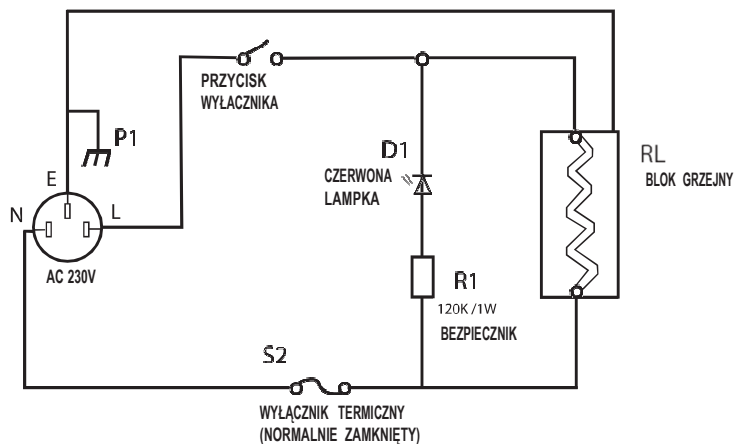 PRZYCISK
WYŁACZNIKA
P1
E
N
L
AC 230V
D1
CZERWONA
LAMPKA
RL
BLOK GRZEJNY
R1
120K /1W
BEZPIECZNIK
S2
WYŁĄCZNIK TERMICZNY
(NORMALNIE ZAMKNIĘTY)